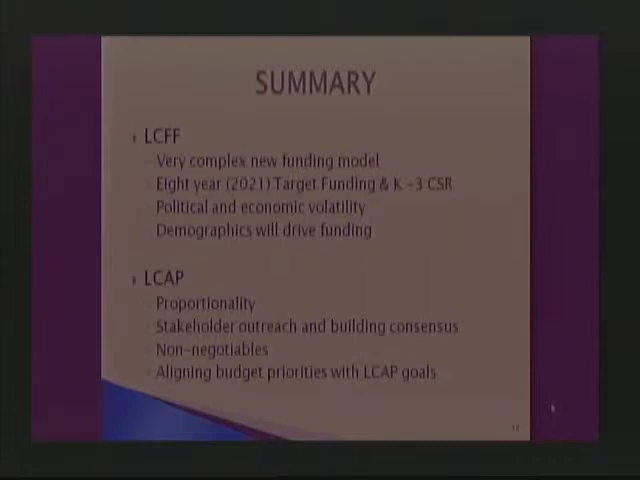 SUMMARY
LCFF
Very complex new funding model
Eight year (2021) Target Funding & K -3 CSR
Political and economic volatility
Demographics will drive funding
LCAP
Proportionality
Stakeholder outreach and building consensus
Non-negotiables
Aligning budget priorities with LCAP goals